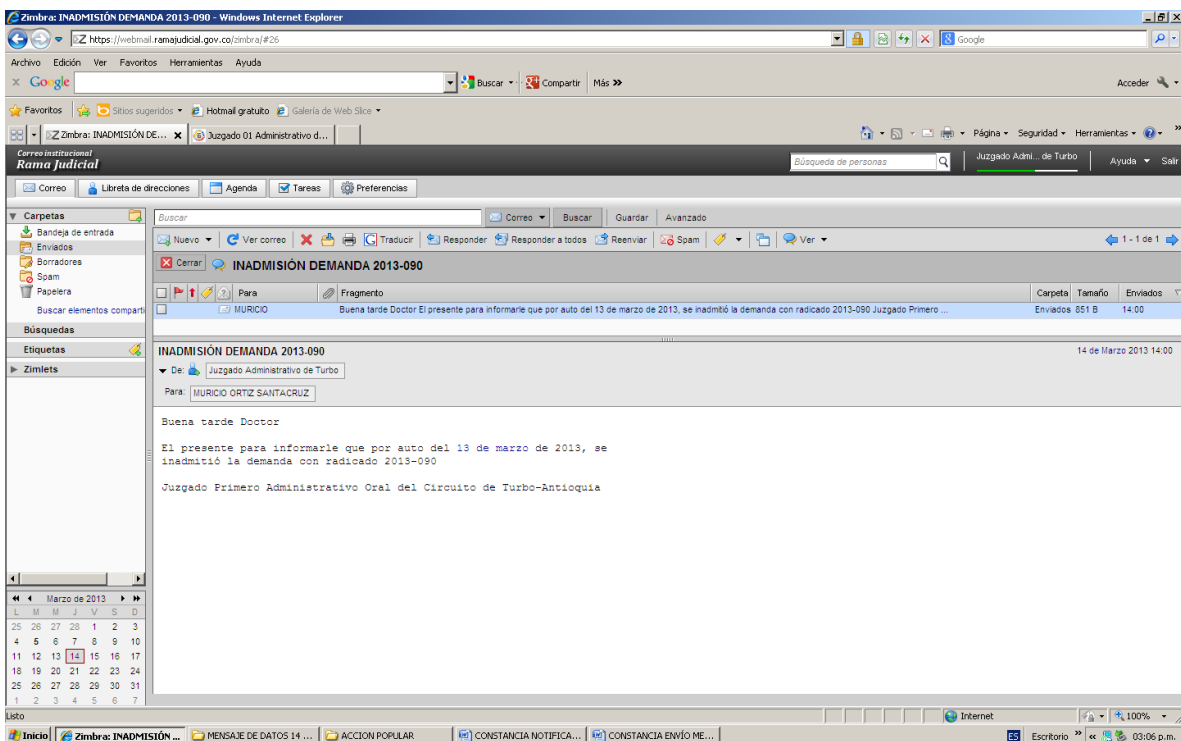 Zimbra: INADMISIÓN DEMANDA 2013-090 - Windows Internet Explorer
https://webmail.ramajudicial.gov.co/zimbra/#26
Google
Archivo Edición Ver Favoritos Herramientas Ayuda
x Google Buscar Compartir Más >> Acceder
Favoritos Sitios sugeridos Hotmail gratuito Galería de Web Slice
Zimbra: INADMISIÓN DE... x Juzgado 01 Administrativo d... Página Seguridad Herramientas >>
Correo institucional
Rama Judicial
Búsqueda de personas Juzgado Admi... de Turbo Ayuda Salir
Correo Libreta de direcciones Agenda Tareas Preferencias
Carpetas
Bandeja de entrada
Enviados
Borradores
Spam
Papelera
Buscar elementos comparti
Búsquedas
Etiquetas
Zimlets
Buscar Correo Buscar Guardar Avanzado
Nuevo Ver correo Traducir Responder Responder a todos Reenviar Spam Ver 1 - 1 de 1
Cerrar INADMISIÓN DEMANDA 2013-090
Para Fragmento Carpeta Tamaño Enviados
MURICIO Buena tarde Doctor El presente para informarle que por auto del 13 de marzo de 2013, se inadmitió la demanda con radicado 2013-090 Juzgado Primero ... Enviados 851 B 14:00
INADMISIÓN DEMANDA 2013-090 14 de Marzo 2013 14:00
De: Juzgado Administrativo de Turbo
Para: MURICIO ORTIZ SANTACRUZ
Buena tarde Doctor
El presente para informarle que por auto del 13 de marzo de 2013, se
inadmitió la demanda con radicado 2013-090
Juzgado Primero Administrativo Oral del Circuito de Turbo-Antioquia
Marzo de 2013
L M M J V S D
25 26 27 28 1 2 3
4 5 6 7 8 9 10
11 12 13 14 15 16 17
18 19 20 21 22 23 24
25 26 27 28 29 30 31
1 2 3 4 5 6 7
Listo Internet 100%
Inicio Zimbra: INADMISIÓN ... MENSAJE DE DATOS 14 ... ACCION POPULAR CONSTANCIA NOTIFICA... CONSTANCIA ENVÍO ME... ES Escritorio >> « 03:06 p.m.